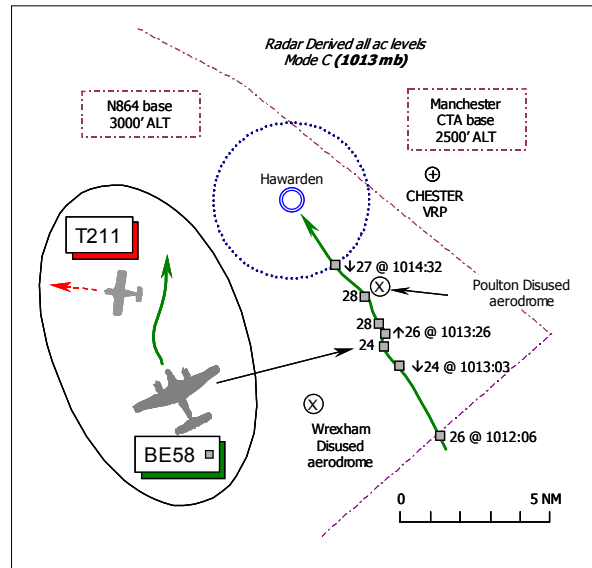 Radar Derived all ac levels
Mode C (1013 mb)
N864 base
3000' ALT
Manchester
CTA base
2500' ALT
Hawarden
CHESTER
VRP
T211
↓27 @ 1014:32
Poulton Disused
aerodrome
28
28
↑26 @ 1013:26
24
↓24 @ 1013:03
Wrexham
Disused
aerodrome
BE58
26 @ 1012:06
0
5 NM